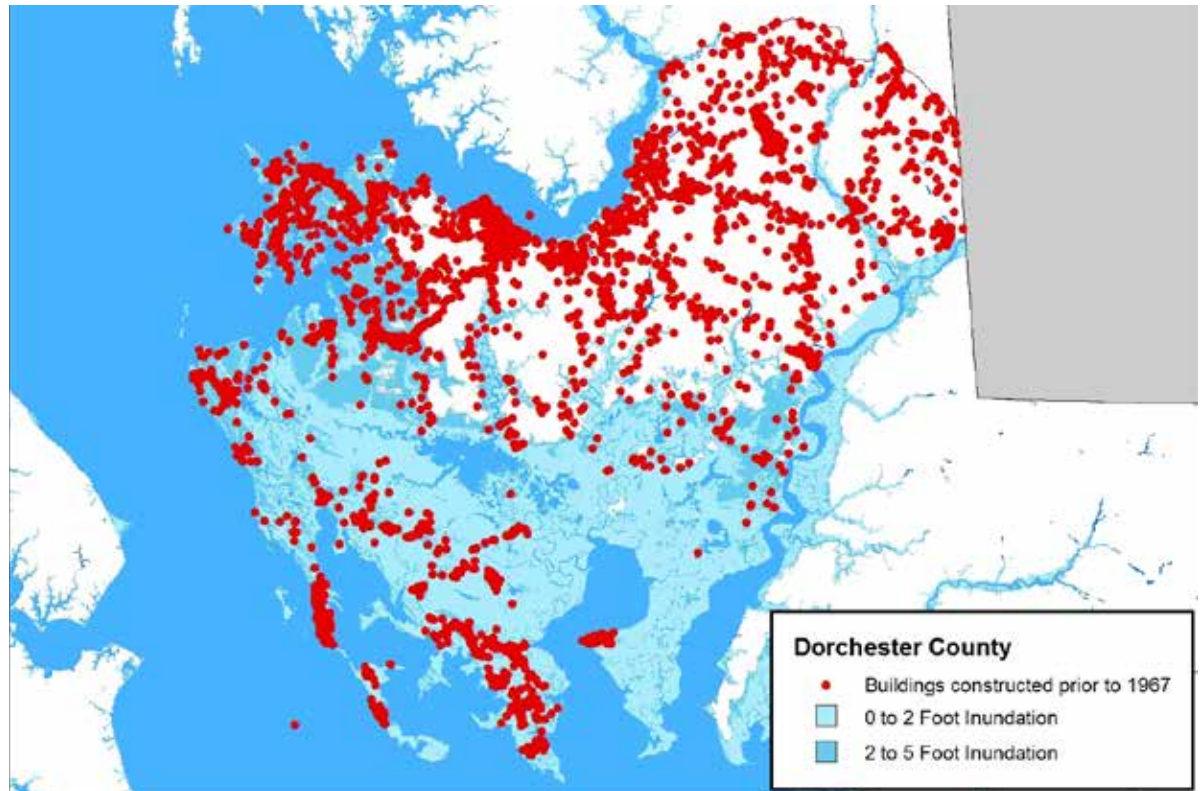 Dorchester County
Buildings constructed prior to 1967
0 to 2 Foot Inundation
2 to 5 Foot Inundation